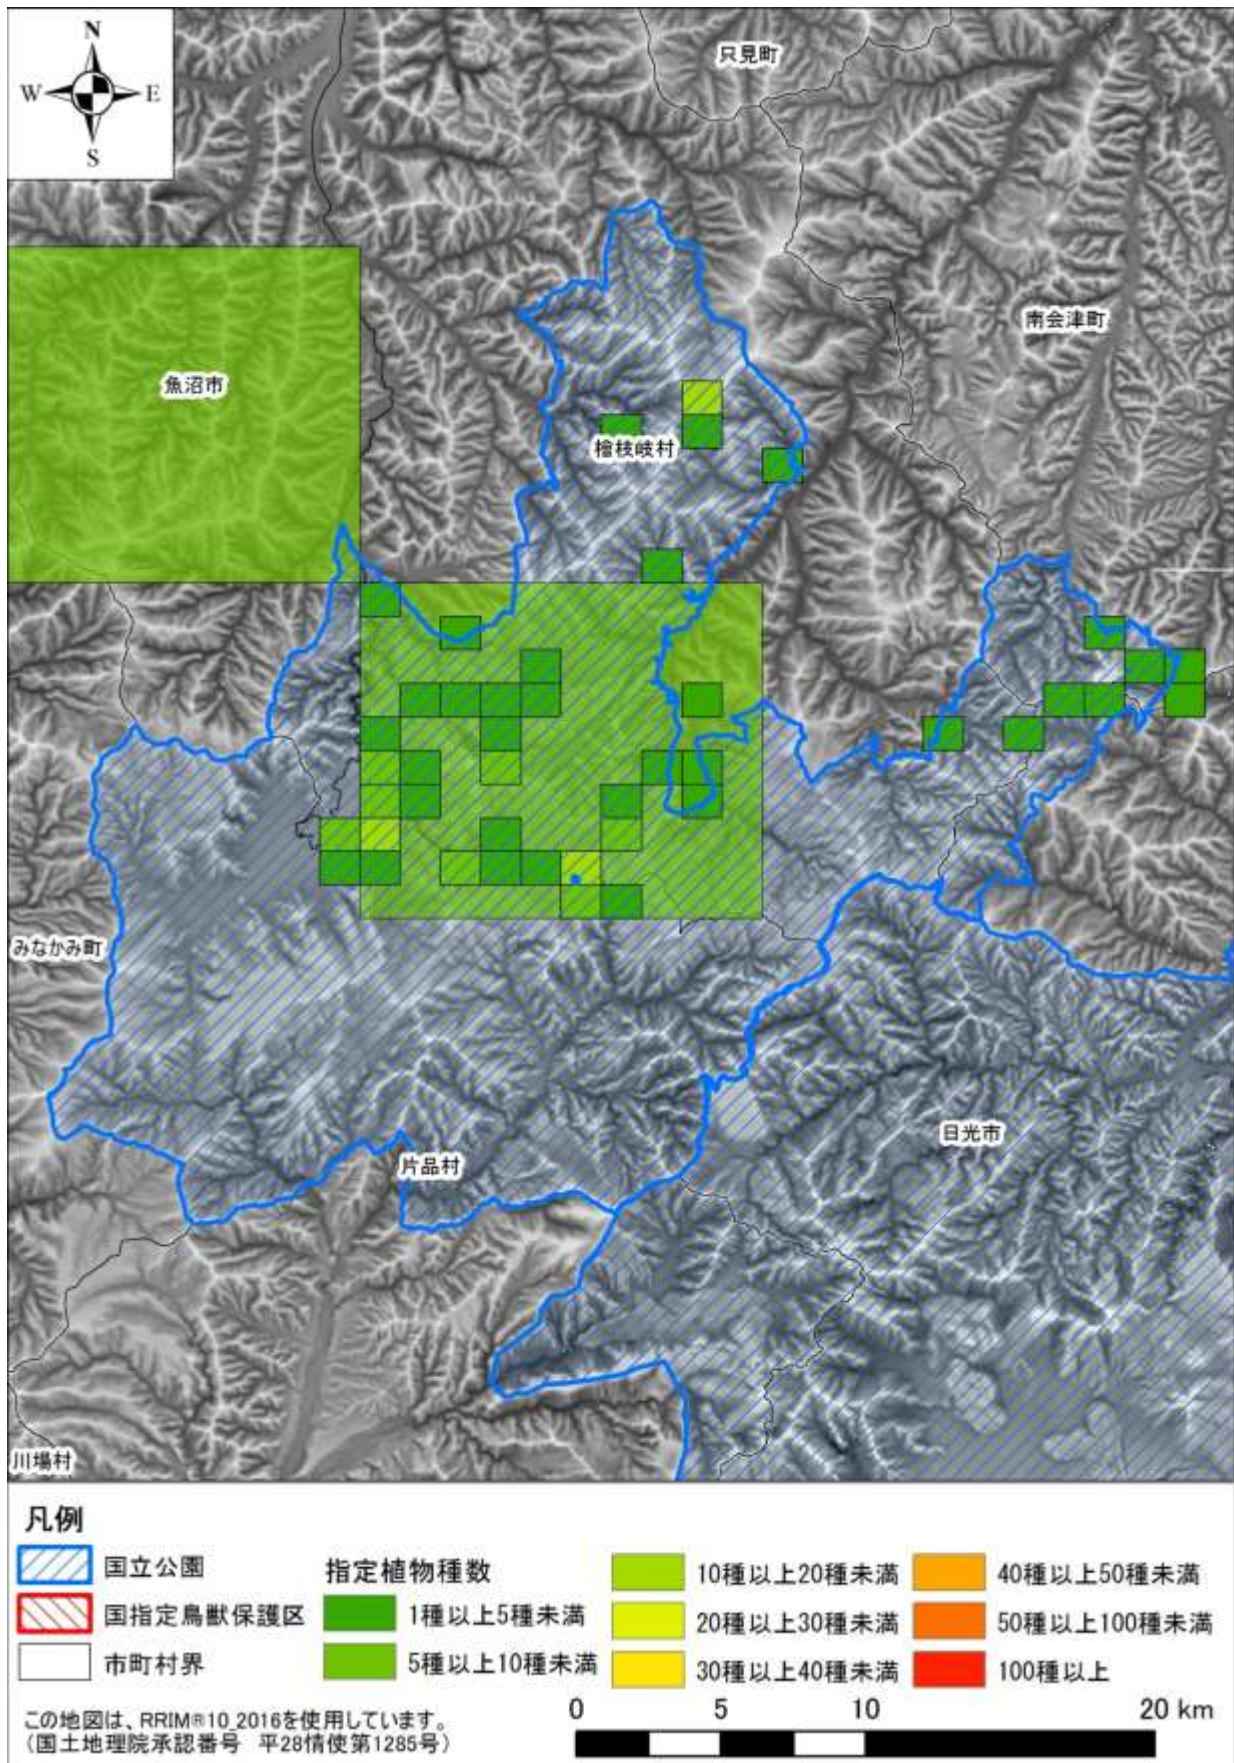 N
W
E
S
只見町
南会津町
魚沼市
檜枝岐村
みなかみ町
日光市
片品村
川場村
凡例
国立公園
国指定鳥獣保護区
市町村界
指定植物種数
1種以上5種未満
5種以上10種未満
10種以上20種未満
20種以上30種未満
30種以上40種未満
40種以上50種未満
50種以上100種未満
100種以上
この地図は、RRIM®10_2016を使用しています。
（国土地理院承認番号 平28情使第1285号）
0 5 10 20 km